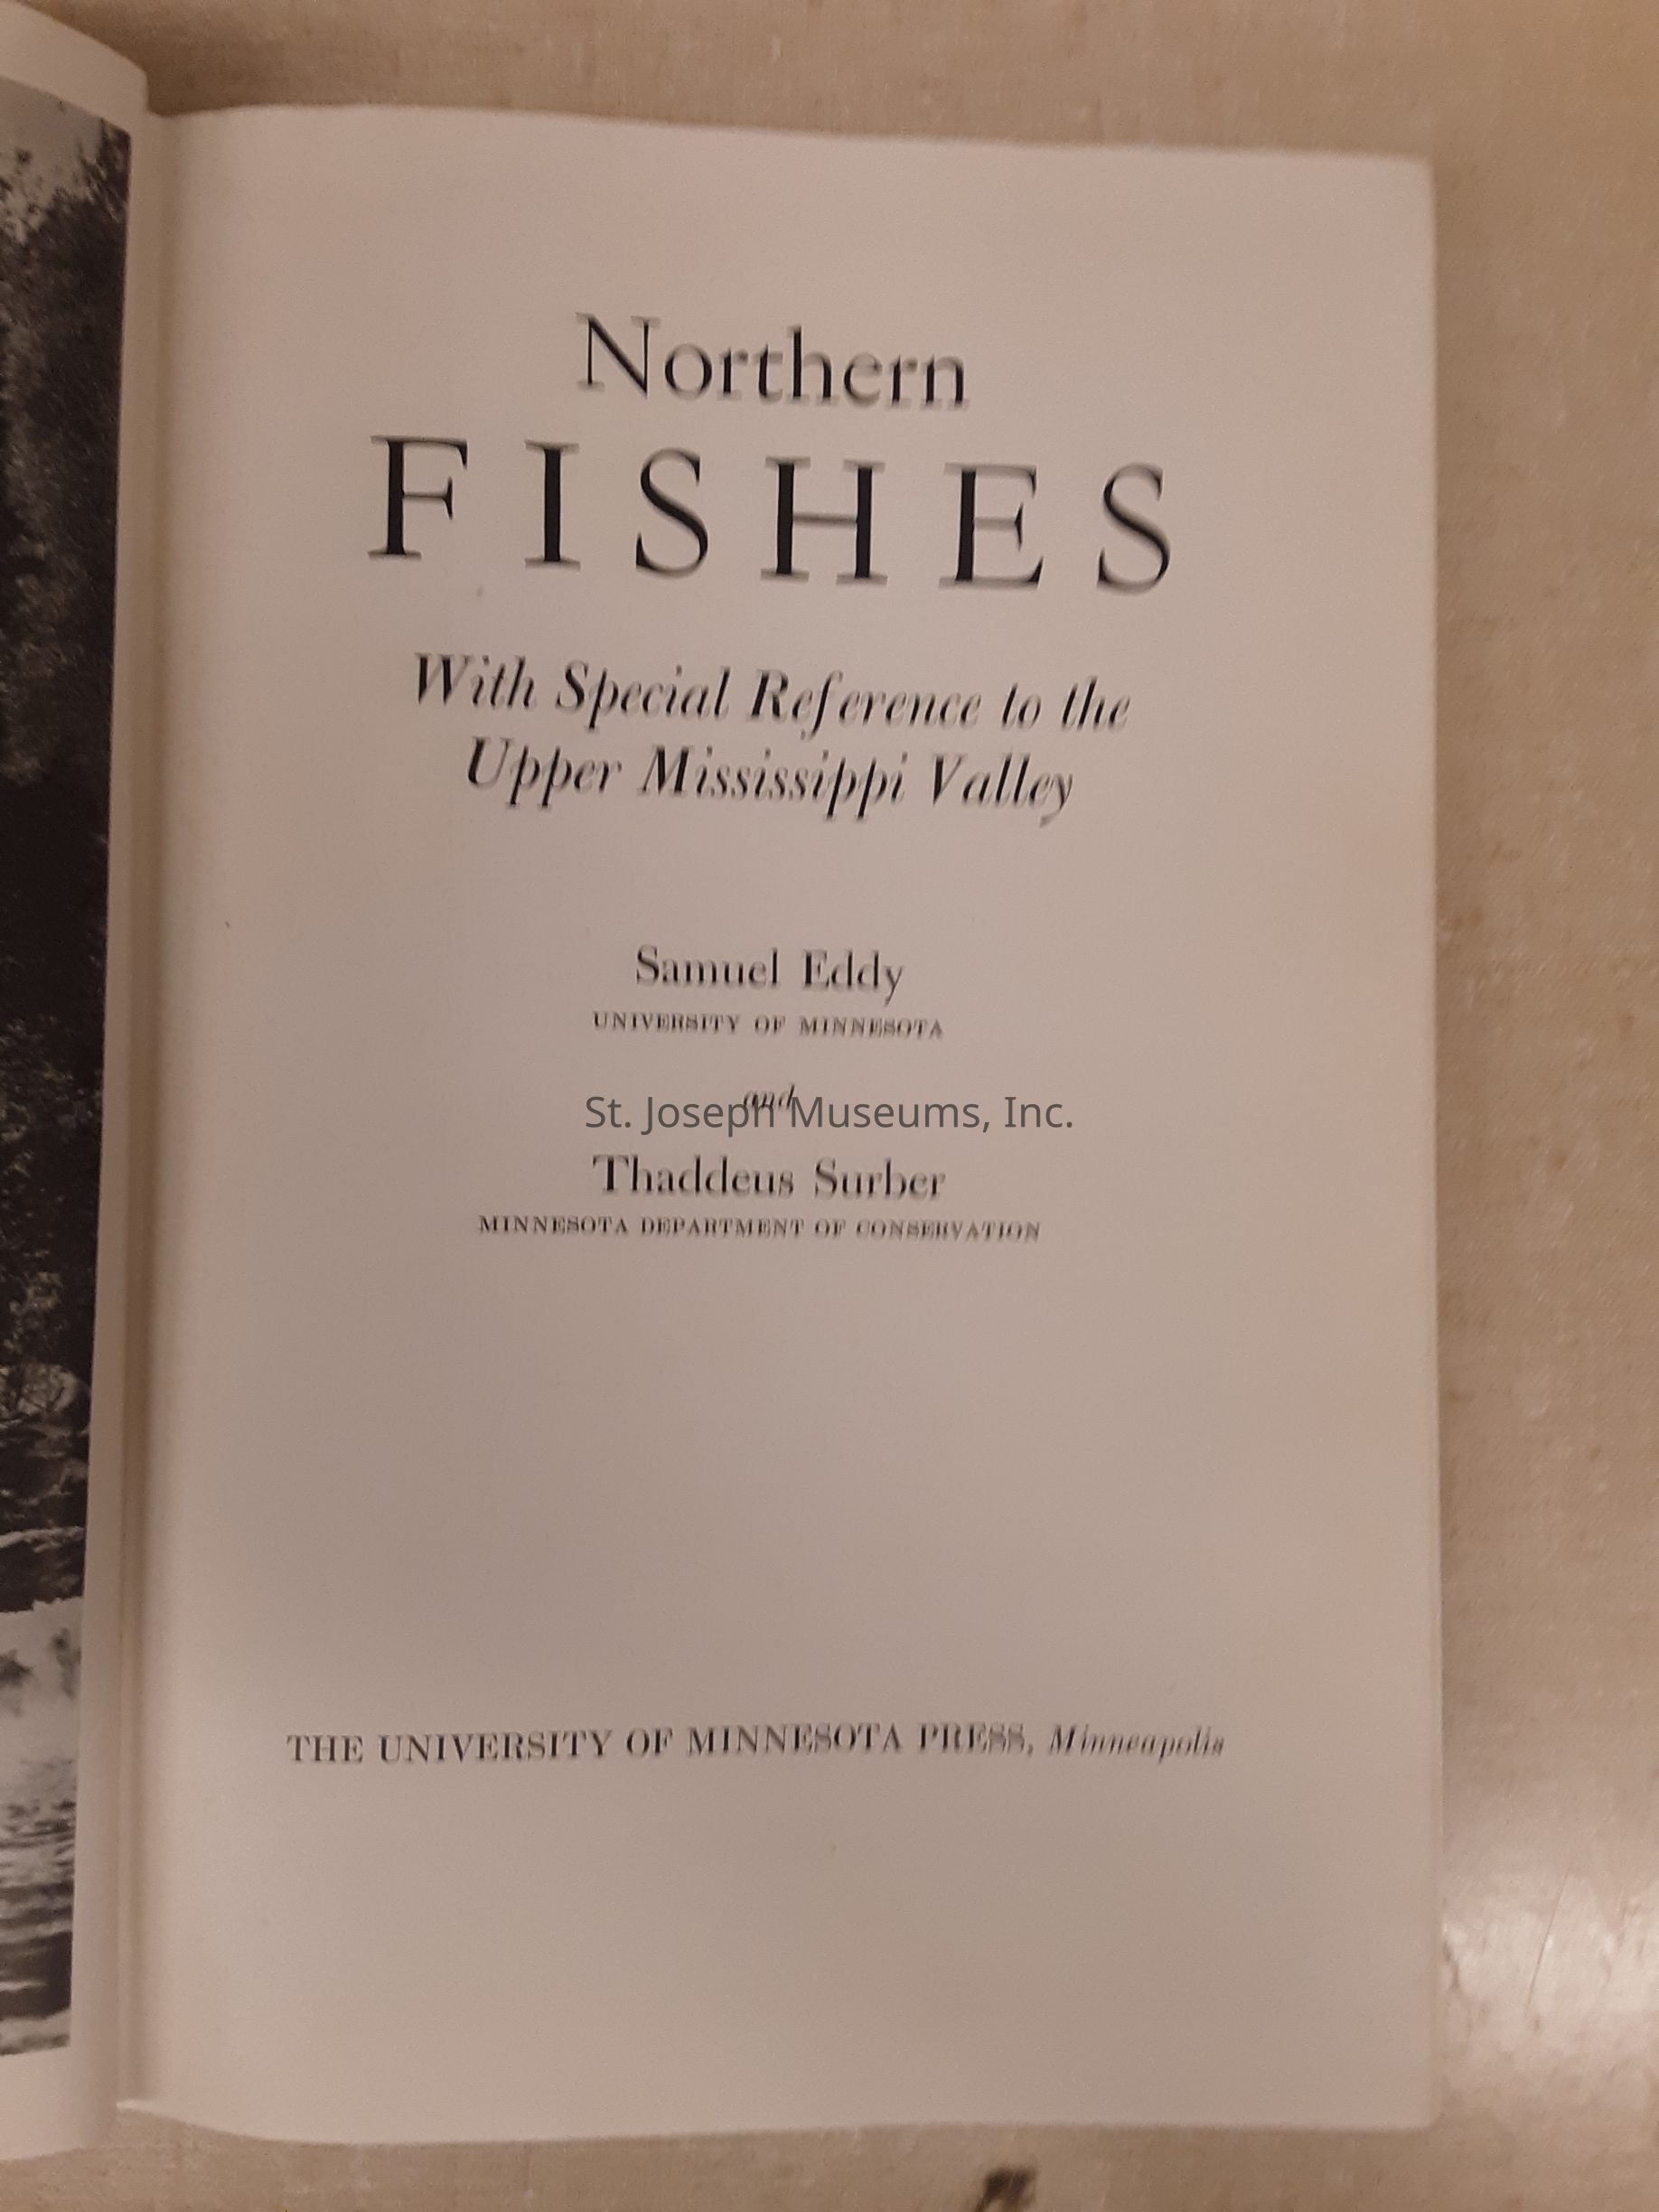 Northern
FISHES
With Special Reference to the
Upper Mississippi Valley
Samuel Eddy
UNIVERSITY OF MINNESOTA
and
St. Joseph Museums, Inc.
Thaddeus Surber
MINNESOTA DEPARTMENT OF CONSERVATION
THE UNIVERSITY OF MINNESOTA PRESS, Minneapolis